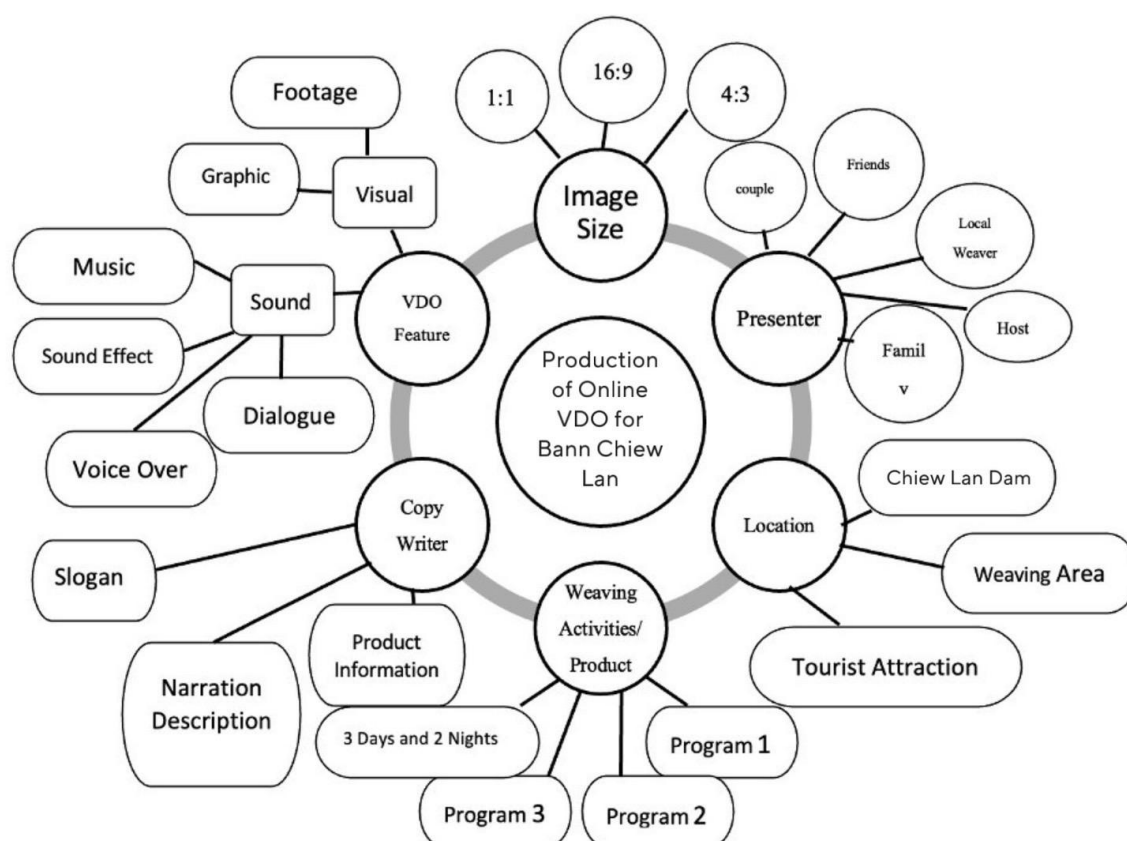 16:9
1:1
4:3
Footage
Friends
Graphic
Visual
Image
Size
couple
Local
Weaver
Music
Sound
VDO
Feature
Presenter
Host
Sound Effect
Famil
y
Production
of Online
VDO for
Bann Chiew
Lan
Dialogue
Voice Over
Chiew Lan Dam
Copy
Writer
Location
Slogan
Weaving Area
Weaving
Activities/
Product
Product
Information
Tourist Attraction
Narration
Description
3 Days and 2 Nights
Program 1
Program 3
Program 2